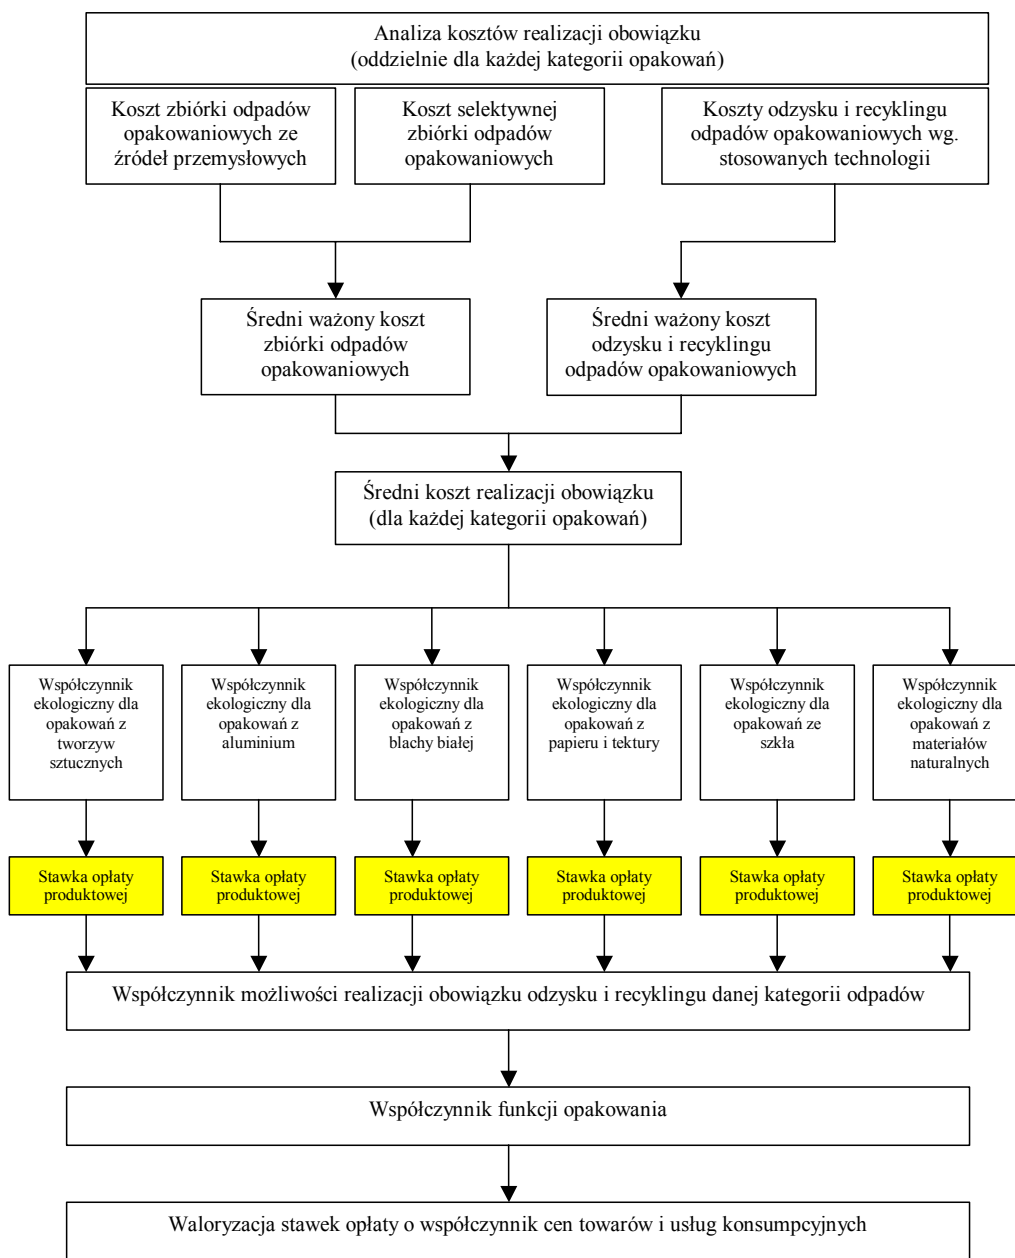 Analiza kosztów realizacji obowiązku
(oddzielnie dla każdej kategorii opakowań)
Koszt zbiórki odpadów
opakowaniowych ze
źródeł przemysłowych
Koszt selektywnej
zbiórki odpadów
opakowaniowych
Koszty odzysku i recyklingu
odpadów opakowaniowych wg.
stosowanych technologii
Średni ważony koszt
zbiórki odpadów
opakowaniowych
Średni ważony koszt
odzysku i recyklingu
odpadów opakowaniowych
Średni koszt realizacji obowiązku
(dla każdej kategorii opakowań)
Współczynnik
ekologiczny dla
opakowań z
tworzyw
sztucznych
Współczynnik
ekologiczny dla
opakowań z
aluminium
Współczynnik
ekologiczny dla
opakowań z
blachy białej
Współczynnik
ekologiczny dla
opakowań z
papieru i tektury
Współczynnik
ekologiczny dla
opakowań ze
szkła
Współczynnik
ekologiczny dla
opakowań z
materiałów
naturalnych
Stawka opłaty
produktowej
Stawka opłaty
produktowej
Stawka opłaty
produktowej
Stawka opłaty
produktowej
Stawka opłaty
produktowej
Stawka opłaty
produktowej
Współczynnik możliwości realizacji obowiązku odzysku i recyklingu danej kategorii odpadów
Współczynnik funkcji opakowania
Waloryzacja stawek opłaty o współczynnik cen towarów i usług konsumpcyjnych